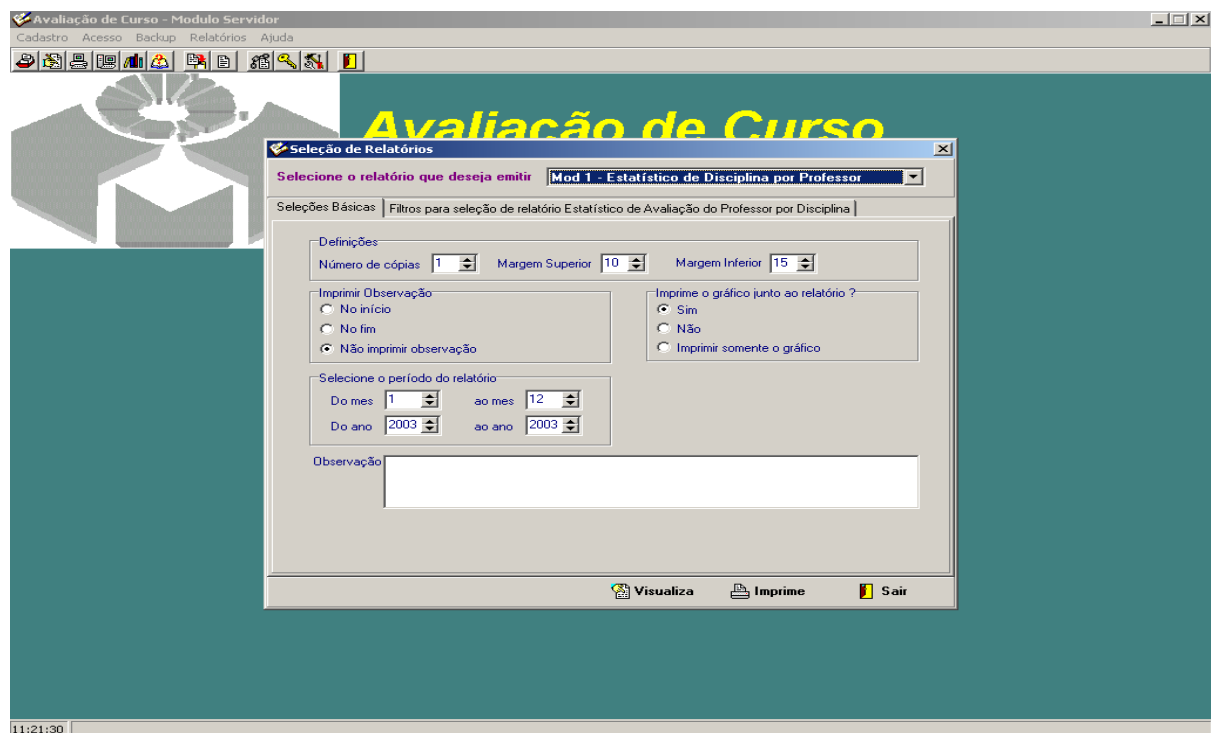 Avaliação de Curso - Modulo Servidor
Cadastro Acesso Backup Relatórios Ajuda
Avaliação de Curso
Seleção de Relatórios
Selecione o relatório que deseja emitir Mod 1 - Estatístico de Disciplina por Professor
Seleções Básicas Filtros para seleção de relatório Estatístico de Avaliação do Professor por Disciplina
Definições
Número de cópias 1 Margem Superior 10 Margem Inferior 15
Imprimir Observação Imprime o gráfico junto ao relatório ?
No início Sim
No fim Não
Não imprimir observação Imprimir somente o gráfico
Selecione o período do relatório
Do mes 1 ao mes 12
Do ano 2003 ao ano 2003
Observação
Visualiza Imprime Sair
11:21:30